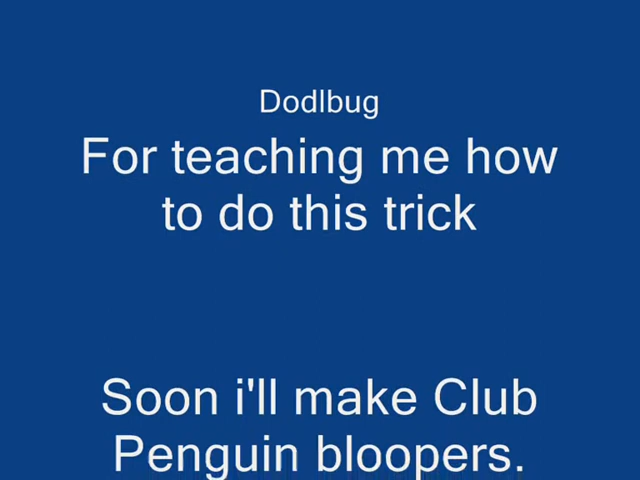 Dodlbug
For teaching me how
to do this trick
Soon i'll make Club
Penguin bloopers.